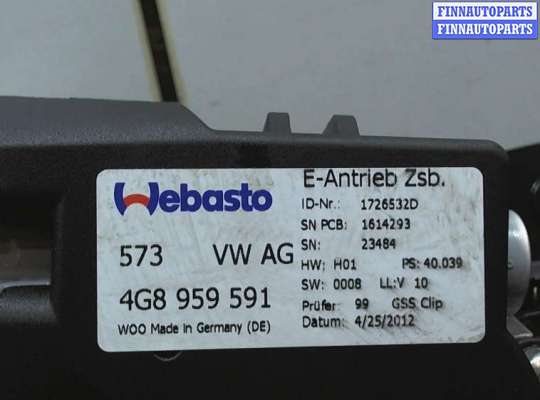 FINNAUTOPARTS
FINNAUTOPARTS
Webasto
573 VW AG
4G8 959 591
WOO Made in Germany (DE)
E-Antrieb Zsb.
ID-Nr.: 1726532D
SN PCB: 1614293
SN: 23484
HW: H01 PS: 40.039
SW: 0008 LL:V 10
Prüfer 99 GSS Clip
Datum: 4/25/2012